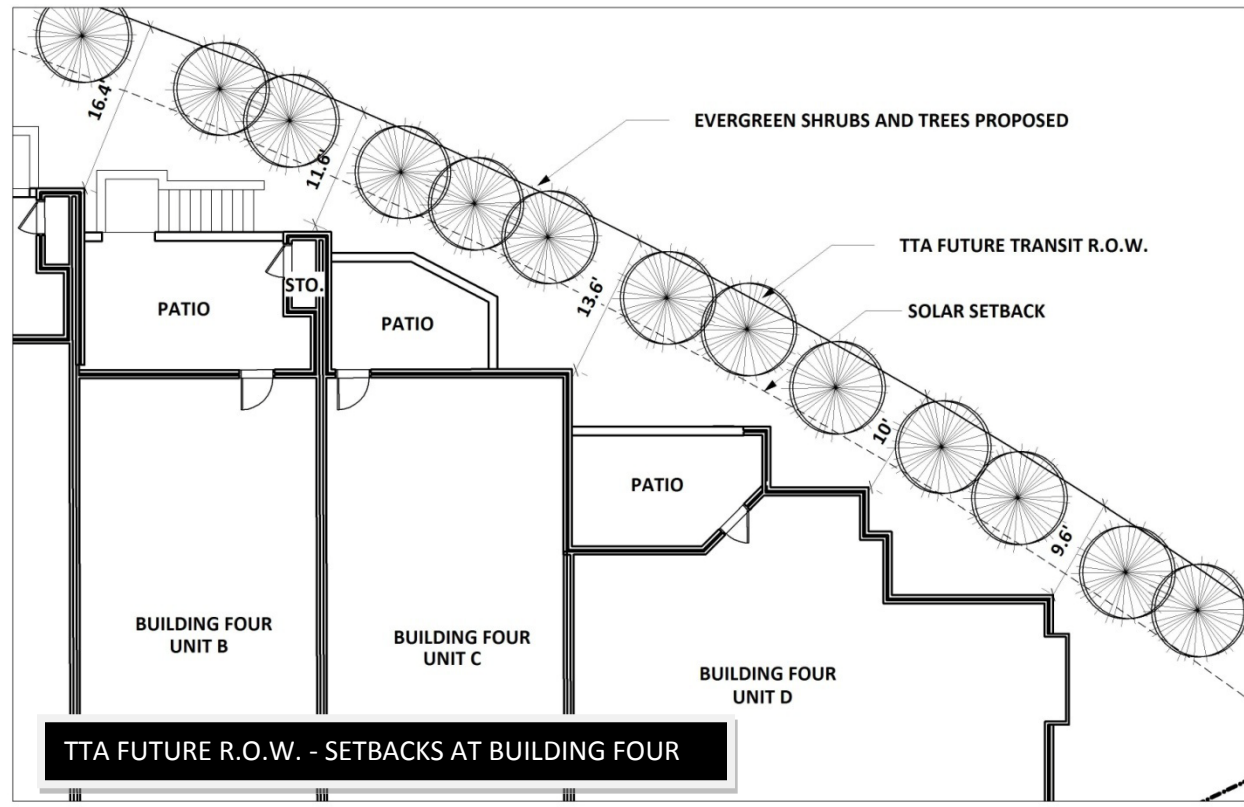 16.4'
EVERGREEN SHRUBS AND TREES PROPOSED
11.6'
TTA FUTURE TRANSIT R.O.W.
STO.
13.6'
SOLAR SETBACK
PATIO
PATIO
10'
PATIO
9.6'
BUILDING FOUR
UNIT B
BUILDING FOUR
UNIT C
BUILDING FOUR
UNIT D
TTA FUTURE R.O.W. - SETBACKS AT BUILDING FOUR